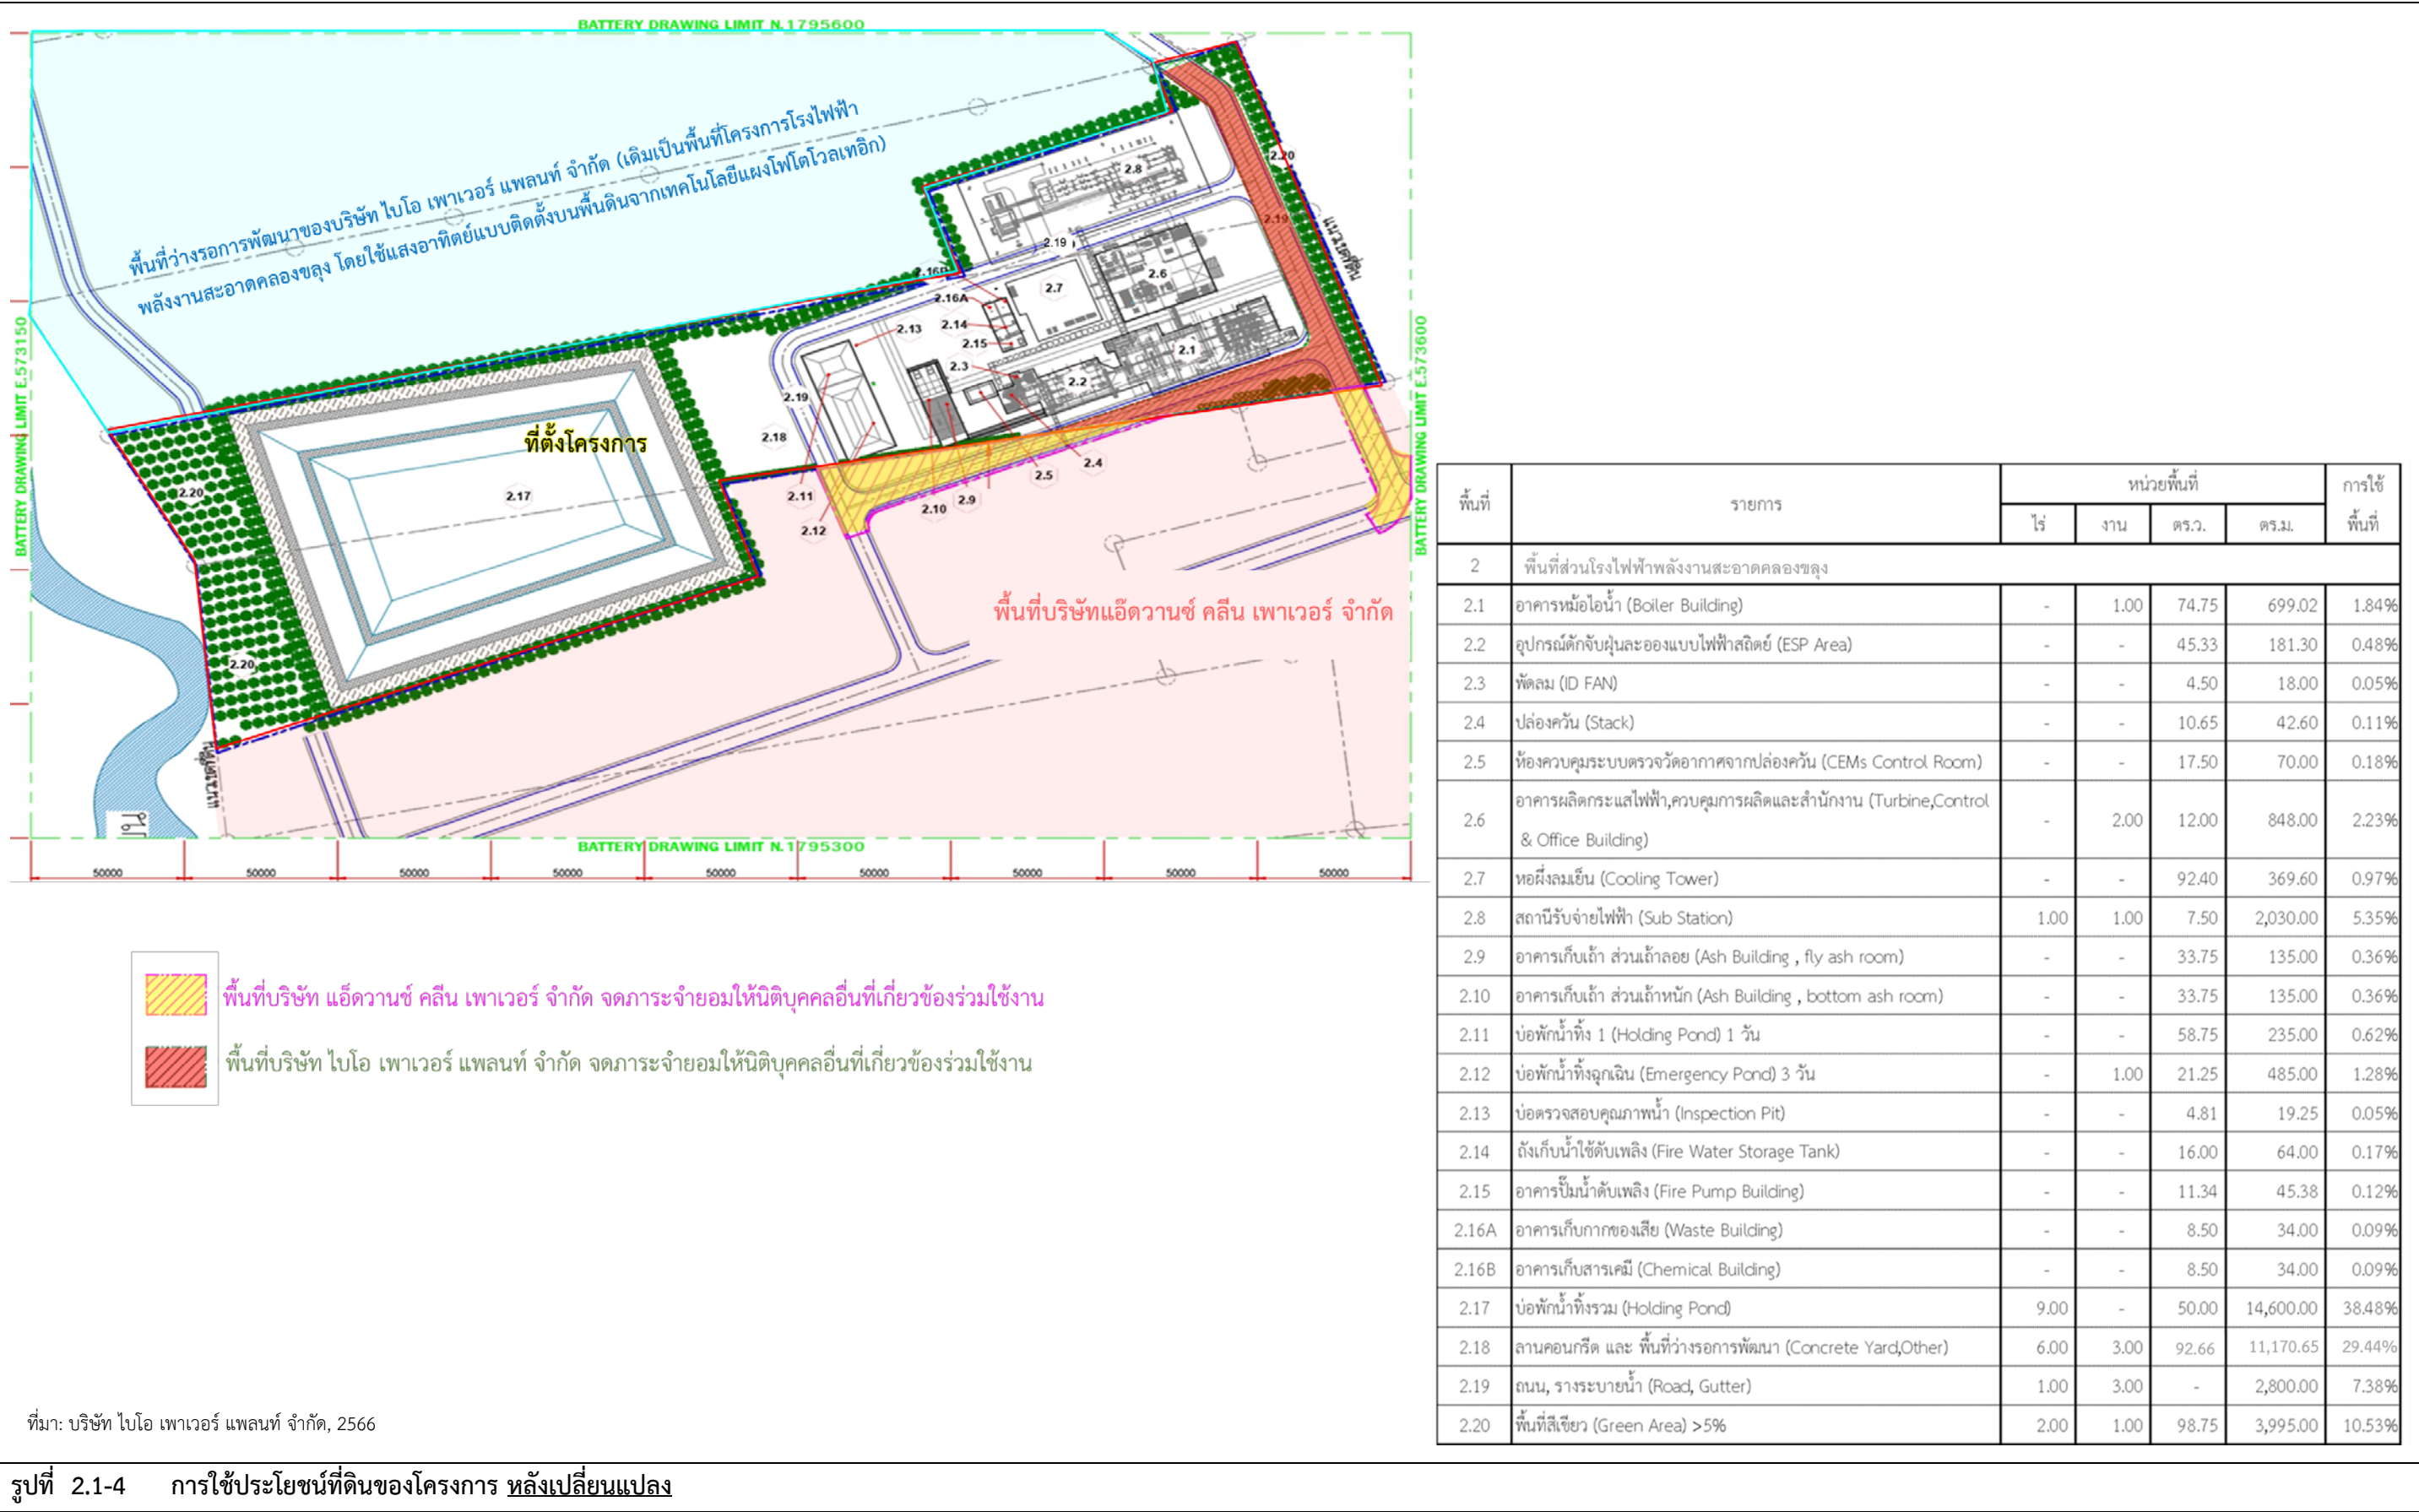 BATTERY DRAWING LIMIT N.1795600
พื้นที่ว่างรอการพัฒนาของบริษัท ไบโอ เพาเวอร์ แพลนท์ จำกัด (เดิมเป็นพื้นที่โครงการโรงไฟฟ้า
พลังงานสะอาดคลองขลุง โดยใช้แสงอาทิตย์แบบติดตั้งบนพื้นดินจากเทคโนโลยีแผงโฟโตโวลเทอิก)
BATTERY DRAWING LIMIT E.573150
BATTERY DRAWING LIMIT E.573600
แนวเขตที่ดิน
2.20
2.8
2.19
2.19
2.6
2.16B
2.7
2.16A
2.14
2.13
2.15
2.1
2.3
2.2
2.19
2.18
ที่ตั้งโครงการ
2.4
2.5
2.20
2.17
2.11
2.9
2.10
2.12
พื้นที่บริษัทแอ๊ดวานซ์ คลีน เพาเวอร์ จำกัด
2.20
BATTERY DRAWING LIMIT N.1795300
50000 50000 50000 50000 50000 50000 50000 50000 50000
พื้นที่บริษัท แอ็ดวานซ์ คลีน เพาเวอร์ จำกัด จดภาระจำยอมให้นิติบุคคลอื่นที่เกี่ยวข้องร่วมใช้งาน
พื้นที่บริษัท ไบโอ เพาเวอร์ แพลนท์ จำกัด จดภาระจำยอมให้นิติบุคคลอื่นที่เกี่ยวข้องร่วมใช้งาน
พื้นที่ รายการ หน่วยพื้นที่ การใช้
ไร่ งาน ตร.ว. ตร.ม. พื้นที่
2 พื้นที่ส่วนโรงไฟฟ้าพลังงานสะอาดคลองขลุง
2.1 อาคารหม้อไอน้ำ (Boiler Building) - 1.00 74.75 699.02 1.84%
2.2 อุปกรณ์ดักจับฝุ่นละอองแบบไฟฟ้าสถิตย์ (ESP Area) - - 45.33 181.30 0.48%
2.3 พัดลม (ID FAN) - - 4.50 18.00 0.05%
2.4 ปล่องควัน (Stack) - - 10.65 42.60 0.11%
2.5 ห้องควบคุมระบบตรวจวัดอากาศจากปล่องควัน (CEMs Control Room) - - 17.50 70.00 0.18%
2.6 อาคารผลิตกระแสไฟฟ้า,ควบคุมการผลิตและสำนักงาน (Turbine,Control
& Office Building) - 2.00 12.00 848.00 2.23%
2.7 หอผึ่งลมเย็น (Cooling Tower) - - 92.40 369.60 0.97%
2.8 สถานีรับจ่ายไฟฟ้า (Sub Station) 1.00 1.00 7.50 2,030.00 5.35%
2.9 อาคารเก็บเถ้า ส่วนเถ้าลอย (Ash Building , fly ash room) - - 33.75 135.00 0.36%
2.10 อาคารเก็บเถ้า ส่วนเถ้าหนัก (Ash Building , bottom ash room) - - 33.75 135.00 0.36%
2.11 บ่อพักน้ำทิ้ง 1 (Holding Pond) 1 วัน - - 58.75 235.00 0.62%
2.12 บ่อพักน้ำทิ้งฉุกเฉิน (Emergency Pond) 3 วัน - 1.00 21.25 485.00 1.28%
2.13 บ่อตรวจสอบคุณภาพน้ำ (Inspection Pit) - - 4.81 19.25 0.05%
2.14 ถังเก็บน้ำใช้ดับเพลิง (Fire Water Storage Tank) - - 16.00 64.00 0.17%
2.15 อาคารปั๊มน้ำดับเพลิง (Fire Pump Building) - - 11.34 45.38 0.12%
2.16A อาคารเก็บกากของเสีย (Waste Building) - - 8.50 34.00 0.09%
2.16B อาคารเก็บสารเคมี (Chemical Building) - - 8.50 34.00 0.09%
2.17 บ่อพักน้ำทิ้งรวม (Holding Pond) 9.00 - 50.00 14,600.00 38.48%
2.18 ลานคอนกรีต และ พื้นที่ว่างรอการพัฒนา (Concrete Yard,Other) 6.00 3.00 92.66 11,170.65 29.44%
2.19 ถนน, รางระบายน้ำ (Road, Gutter) 1.00 3.00 - 2,800.00 7.38%
2.20 พื้นที่สีเขียว (Green Area) >5% 2.00 1.00 98.75 3,995.00 10.53%
ที่มา: บริษัท ไบโอ เพาเวอร์ แพลนท์ จำกัด, 2566
รูปที่ 2.1-4 การใช้ประโยชน์ที่ดินของโครงการ หลังเปลี่ยนแปลง